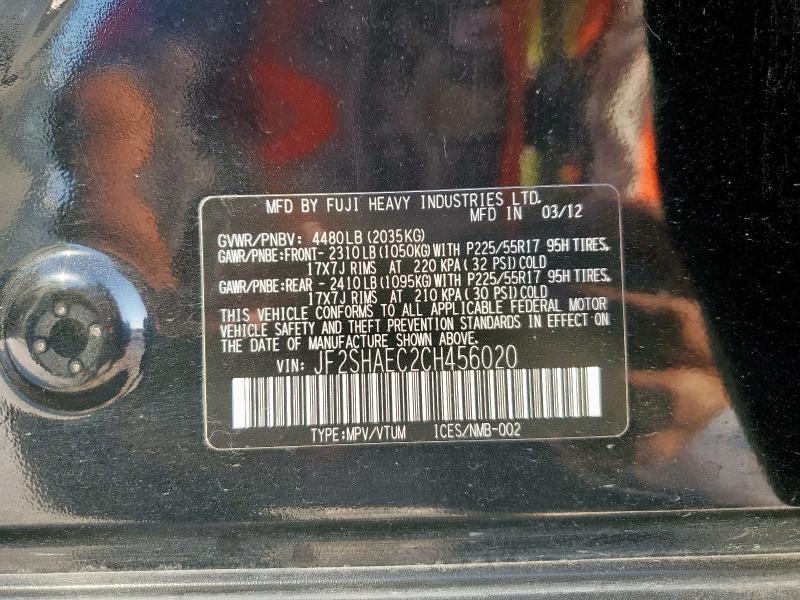 MFD BY FUJI HEAVY INDUSTRIES LTD.
MFD IN 03/12
GVWR/PNBV: 4480LB (2035KG)
GAWR/PNBE:FRONT- 2310LB (1050KG) WITH P225/55R17 95H TIRES,
17X7J RIMS AT 220 KPA (32 PSI) COLD
GAWR/PNBE:REAR - 2410LB (1095KG) WITH P225/55R17 95H TIRES,
17X7J RIMS AT 210 KPA (30 PSI) COLD
THIS VEHICLE CONFORMS TO ALL APPLICABLE FEDERAL MOTOR
VEHICLE SAFETY AND THEFT PREVENTION STANDARDS IN EFFECT ON
THE DATE OF MANUFACTURE SHOWN ABOVE.
VIN: JF2SHAEC2CH456020
TYPE:MPV/VTUM ICES/NMB-002